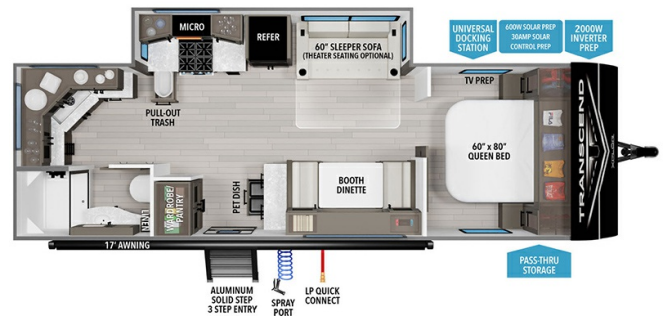 MICRO
REFER
60" SLEEPER SOFA
(THEATER SEATING OPTIONAL)
UNIVERSAL
DOCKING
STATION
600W SOLAR PREP
30AMP SOLAR
CONTROL PREP
2000W
INVERTER
PREP
PULL-OUT
TRASH
TV PREP
60" x 80"
QUEEN BED
TRANSCEND
BOOTH
DINETTE
PET DISH
WARDROBE/
PANTRY
LINEN
17' AWNING
PASS-THRU
STORAGE
ALUMINUM
SOLID STEP
3 STEP ENTRY
SPRAY
PORT
LP QUICK
CONNECT